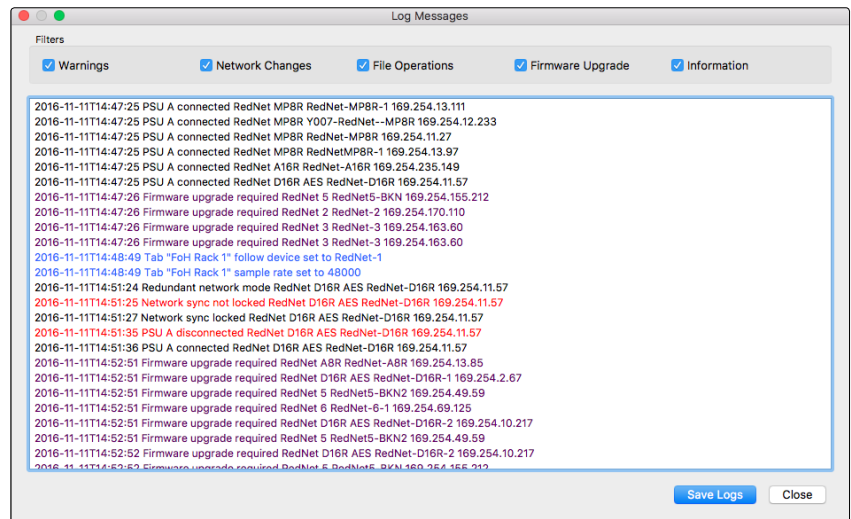 Log Messages
Filters
Warnings
Network Changes
File Operations
Firmware Upgrade
Information
2016-11-11T14:47:25 PSU A connected RedNet MP8R RedNet-MP8R-1 169.254.13.111
2016-11-11T14:47:25 PSU A connected RedNet MP8R Y007-RedNet--MP8R 169.254.12.233
2016-11-11T14:47:25 PSU A connected RedNet MP8R RedNet-MP8R 169.254.11.27
2016-11-11T14:47:25 PSU A connected RedNet MP8R RedNetMP8R-1 169.254.13.97
2016-11-11T14:47:25 PSU A connected RedNet A16R RedNet-A16R 169.254.235.149
2016-11-11T14:47:25 PSU A connected RedNet D16R AES RedNet-D16R 169.254.11.57
2016-11-11T14:47:26 Firmware upgrade required RedNet 5 RedNet5-BKN 169.254.155.212
2016-11-11T14:47:26 Firmware upgrade required RedNet 2 RedNet-2 169.254.170.110
2016-11-11T14:47:26 Firmware upgrade required RedNet 3 RedNet-3 169.254.163.60
2016-11-11T14:47:26 Firmware upgrade required RedNet 3 RedNet-3 169.254.163.60
2016-11-11T14:48:49 Tab "FoH Rack 1" follow device set to RedNet-1
2016-11-11T14:48:49 Tab "FoH Rack 1" sample rate set to 48000
2016-11-11T14:51:24 Redundant network mode RedNet D16R AES RedNet-D16R 169.254.11.57
2016-11-11T14:51:25 Network sync not locked RedNet D16R AES RedNet-D16R 169.254.11.57
2016-11-11T14:51:27 Network sync locked RedNet D16R AES RedNet-D16R 169.254.11.57
2016-11-11T14:51:35 PSU A disconnected RedNet D16R AES RedNet-D16R 169.254.11.57
2016-11-11T14:51:36 PSU A connected RedNet D16R AES RedNet-D16R 169.254.11.57
2016-11-11T14:52:51 Firmware upgrade required RedNet A8R RedNet-A8R 169.254.13.85
2016-11-11T14:52:51 Firmware upgrade required RedNet D16R AES RedNet-D16R-1 169.254.2.67
2016-11-11T14:52:51 Firmware upgrade required RedNet 5 RedNet5-BKN2 169.254.49.59
2016-11-11T14:52:51 Firmware upgrade required RedNet 6 RedNet-6-1 169.254.69.125
2016-11-11T14:52:51 Firmware upgrade required RedNet D16R AES RedNet-D16R-2 169.254.10.217
2016-11-11T14:52:51 Firmware upgrade required RedNet 5 RedNet5-BKN2 169.254.49.59
2016-11-11T14:52:52 Firmware upgrade required RedNet D16R AES RedNet-D16R-2 169.254.10.217
2016-11-11T14:52:52 Firmware upgrade required RedNet 5 RedNet5-BKN 169.254.155.212
Save Logs
Close